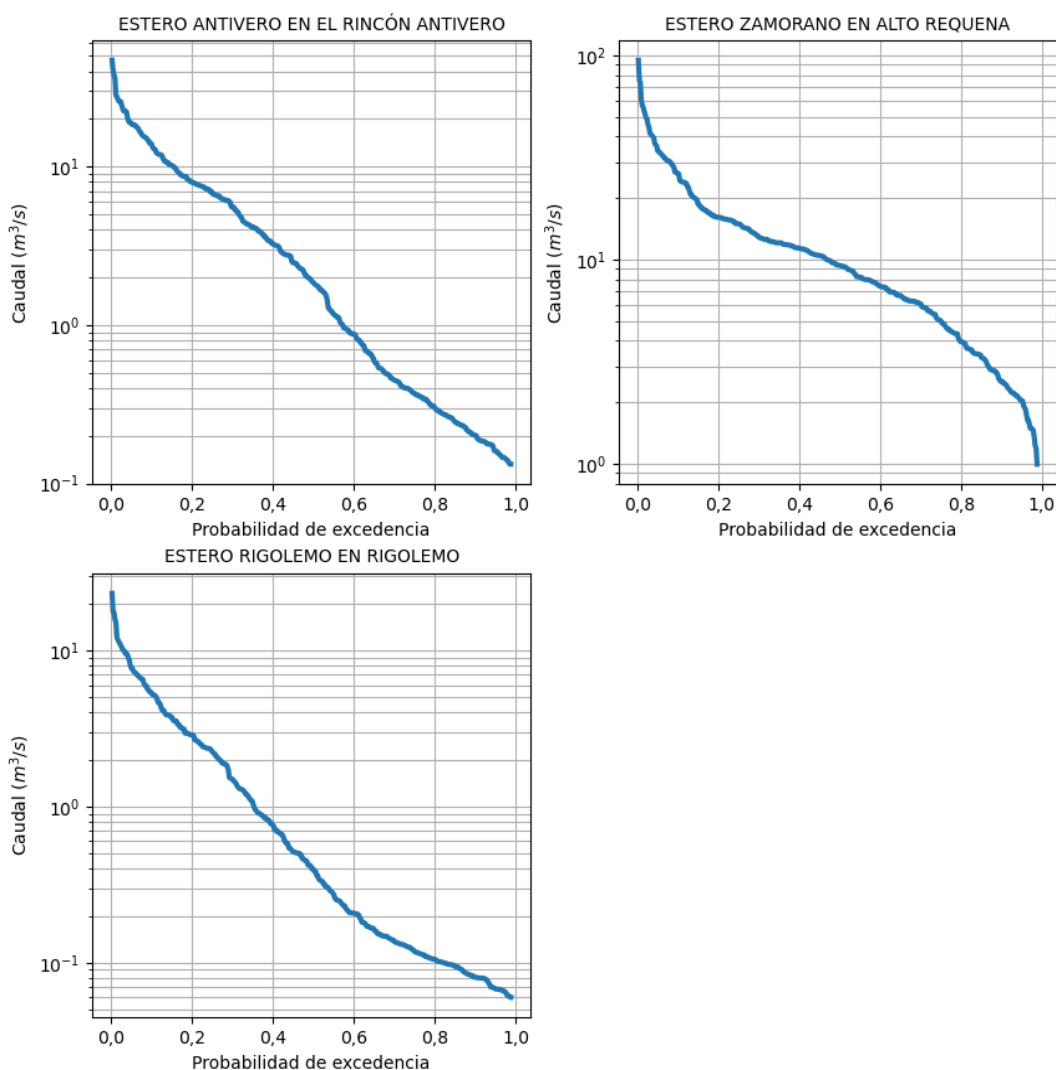 ESTERO ANTIVERO EN EL RINCÓN ANTIVERO
Caudal (m³/s)
10¹
10⁰
10⁻¹
0,0 0,2 0,4 0,6 0,8 1,0
Probabilidad de excedencia
ESTERO ZAMORANO EN ALTO REQUENA
Caudal (m³/s)
10²
10¹
10⁰
0,0 0,2 0,4 0,6 0,8 1,0
Probabilidad de excedencia
ESTERO RIGOLEMO EN RIGOLEMO
Caudal (m³/s)
10¹
10⁰
10⁻¹
0,0 0,2 0,4 0,6 0,8 1,0
Probabilidad de excedencia